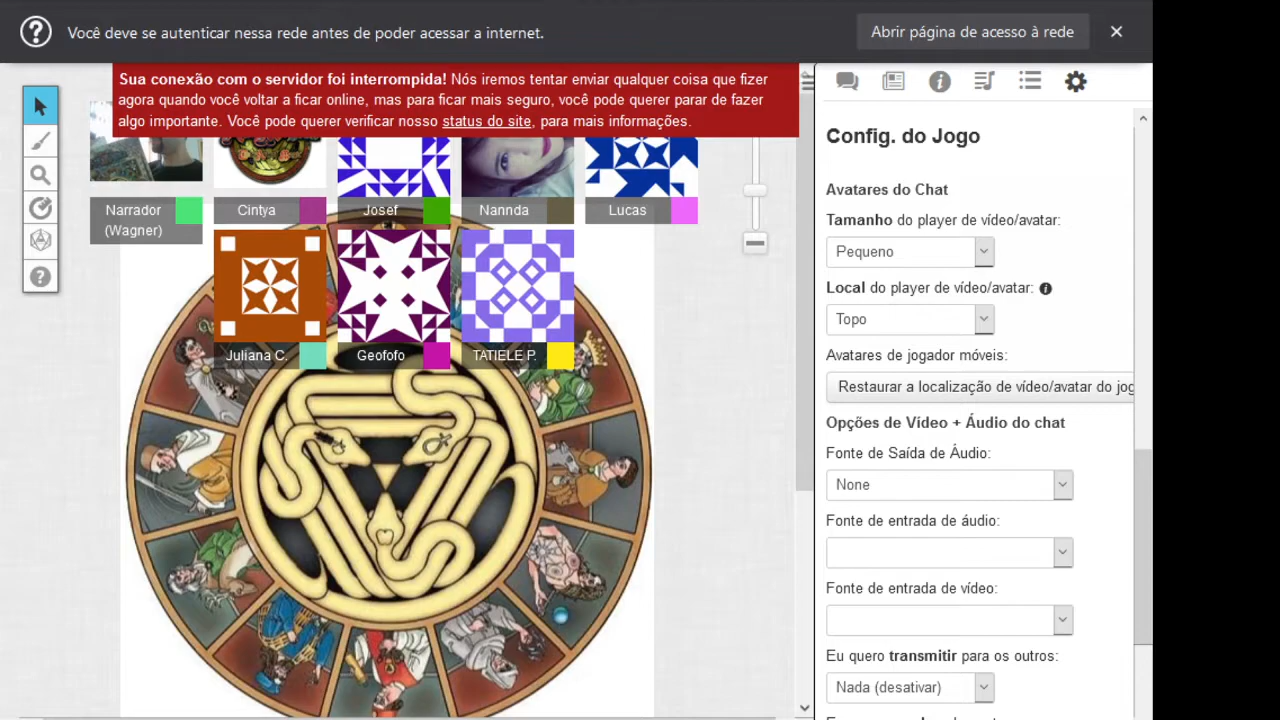 Você deve se autenticar nessa rede antes de poder acessar a internet.
Abrir página de acesso à rede
Sua conexão com o servidor foi interrompida! Nós iremos tentar enviar qualquer coisa que fizer
agora quando você voltar a ficar online, mas para ficar mais seguro, você pode querer parar de fazer
algo importante. Você pode querer verificar nosso status do site, para mais informações.
Narrador
(Wagner)
Cintya
Josef
Nannda
Lucas
Juliana C.
Geofofo
TATIELE P.
Config. do Jogo
Avatares do Chat
Tamanho do player de vídeo/avatar:
Pequeno
Local do player de vídeo/avatar:
Topo
Avatares de jogador móveis:
Restaurar a localização de vídeo/avatar do jog
Opções de Vídeo + Áudio do chat
Fonte de Saída de Áudio:
None
Fonte de entrada de áudio:
Fonte de entrada de vídeo:
Eu quero transmitir para os outros:
Nada (desativar)